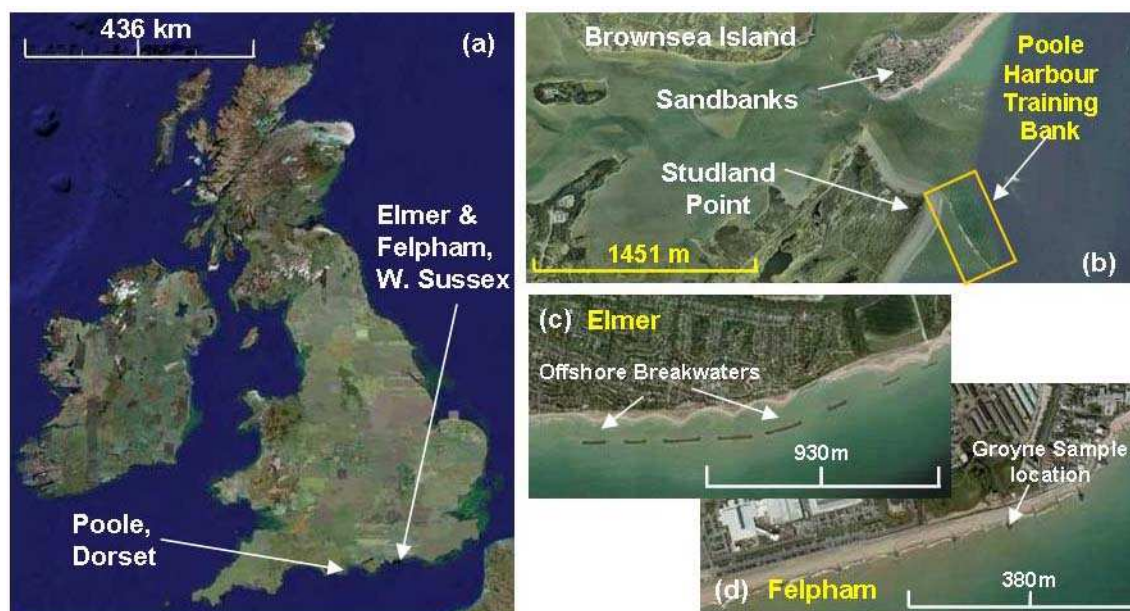 436 km
(a)
Elmer &
Felpham,
W. Sussex
Poole,
Dorset
Brownsea Island
Sandbanks
Poole
Harbour
Training
Bank
Studland
Point
1451 m
(b)
(c) Elmer
Offshore Breakwaters
930m
Groyne Sample
location
(d) Felpham
380m